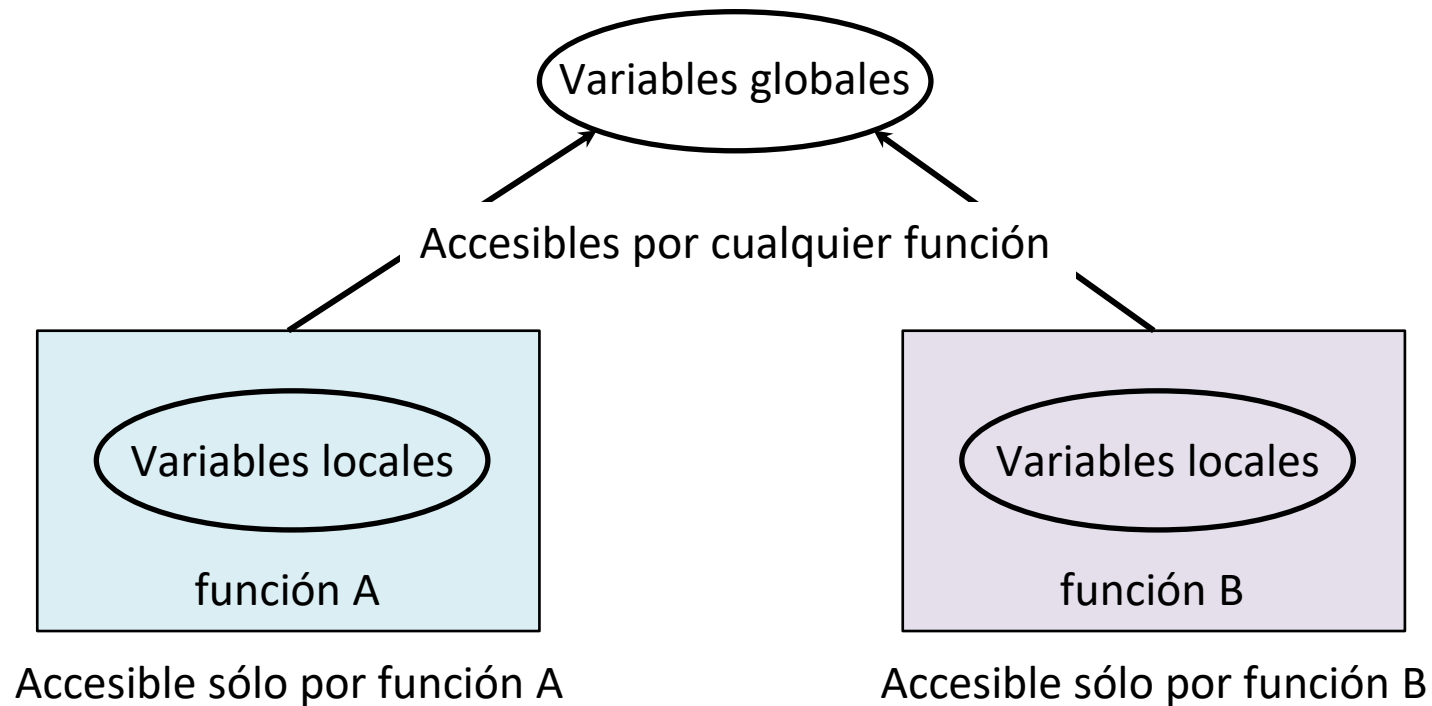 Variables globales
Accesibles por cualquier función
Variables locales
función A
Accesible sólo por función A
Variables locales
función B
Accesible sólo por función B